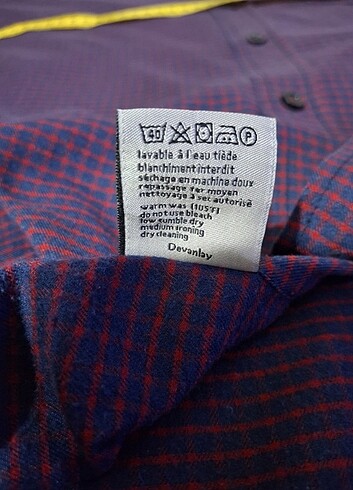 40 P
lavable à l'eau tiède
blanchiment interdit
séchage en machine doux
repassage fer moyen
nettoyage à sec autorisé
warm was (105°F)
do not use bleach
low tumble dry
medium ironing
dry cleaning
Devanlay